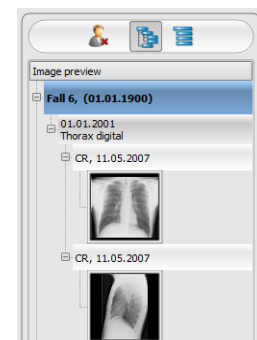 Image preview
Fall 6, (01.01.1900)
01.01.2001
Thorax digital
CR, 11.05.2007
CR, 11.05.2007